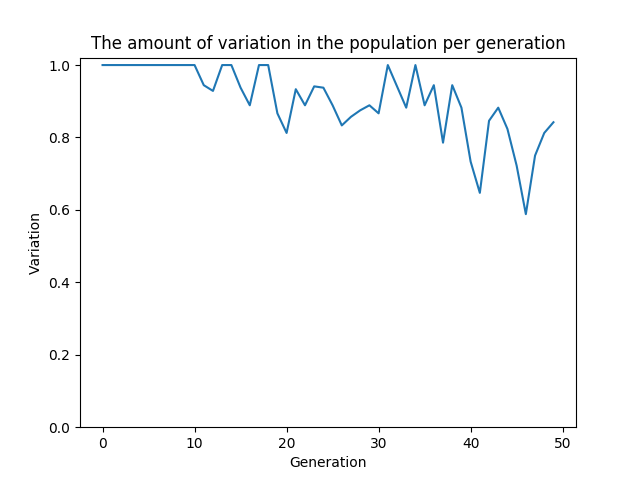 The amount of variation in the population per generation
1.0
0.8
0.6
0.4
0.2
0.0
Variation
0 10 20 30 40 50
Generation